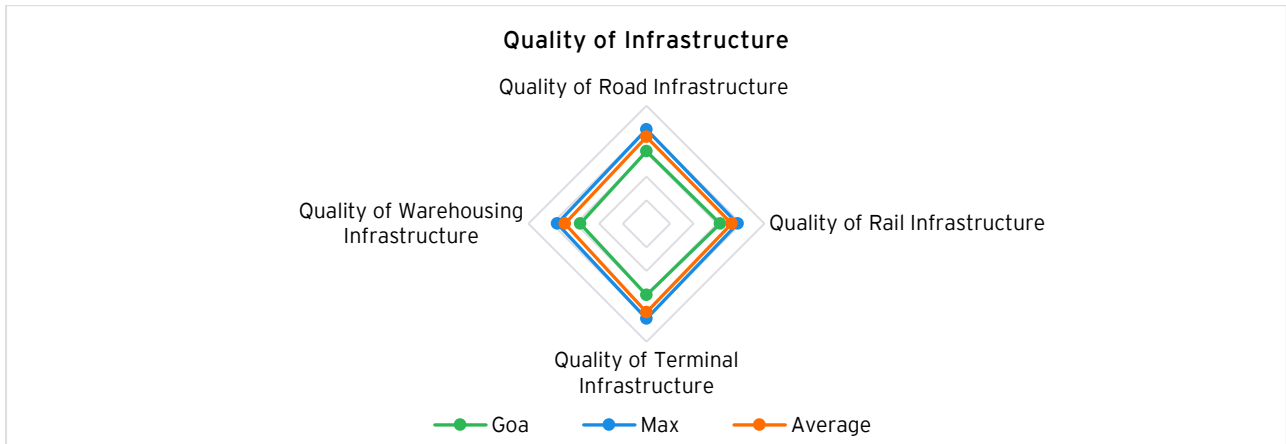 Quality of Infrastructure
Quality of Road Infrastructure
Quality of Warehousing
Infrastructure
Quality of Rail Infrastructure
Quality of Terminal
Infrastructure
Goa
Max
Average